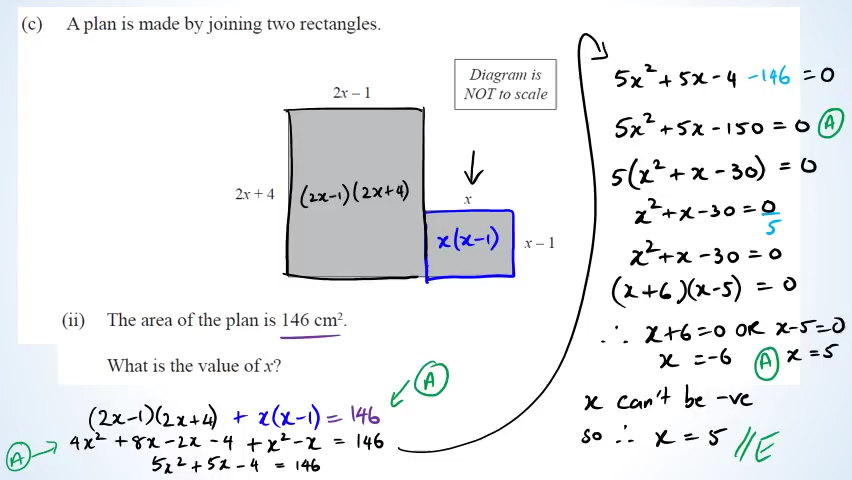 (c) A plan is made by joining two rectangles.
Diagram is
NOT to scale
2x – 1
2x + 4
(2x-1)(2x+4)
x
x(x-1)
x – 1
(ii) The area of the plan is 146 cm².
What is the value of x?
A
(2x-1)(2x+4) + x(x-1) = 146
A
4x² + 8x - 2x - 4 + x² - x = 146
5x² + 5x - 4 = 146
5x² + 5x - 4 - 146 = 0
5x² + 5x - 150 = 0 A
5(x² + x - 30) = 0
x² + x - 30 = 0/5
x² + x - 30 = 0
(x+6)(x-5) = 0
∴ x+6=0 OR x-5=0
x = -6 A x = 5
x can't be -ve
so ∴ x = 5 // E